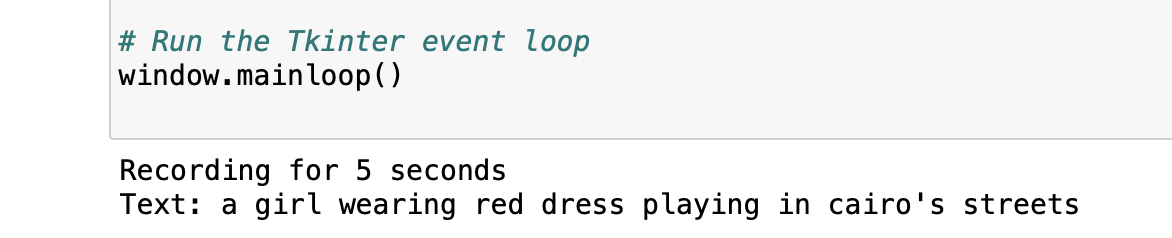 # Run the Tkinter event loop
window.mainloop()
Recording for 5 seconds
Text: a girl wearing red dress playing in cairo's streets